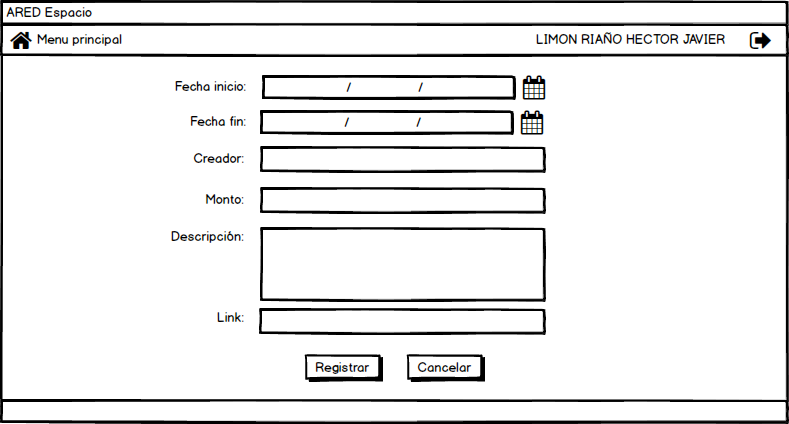 ARED Espacio
Menu principal
LIMON RIAÑO HECTOR JAVIER
Fecha inicio: / /
Fecha fin: / /
Creador:
Monto:
Descripción:
Link:
Registrar
Cancelar